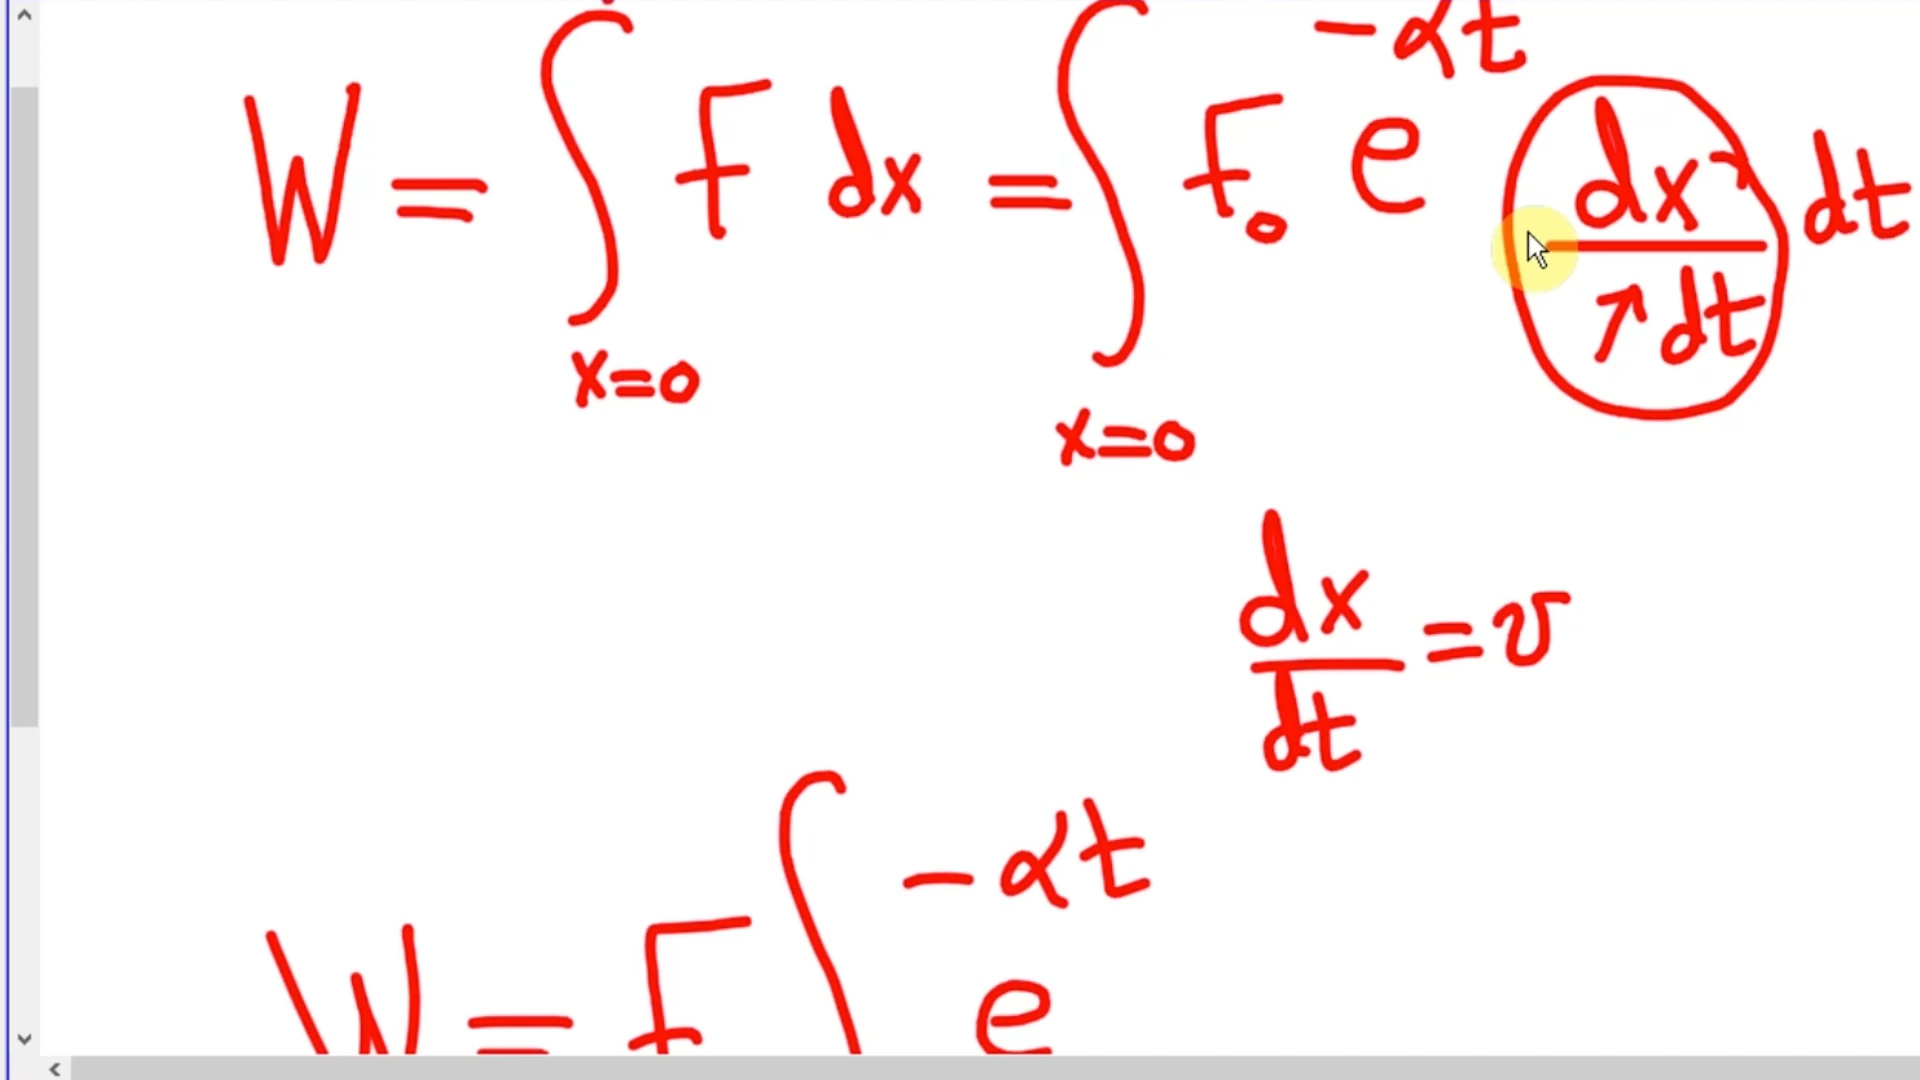 W = ∫ F dx = ∫ F₀ e^{-αt} dx/dt dt
x=0
x=0
dx/dt = v
W = F ∫ e^{-αt}